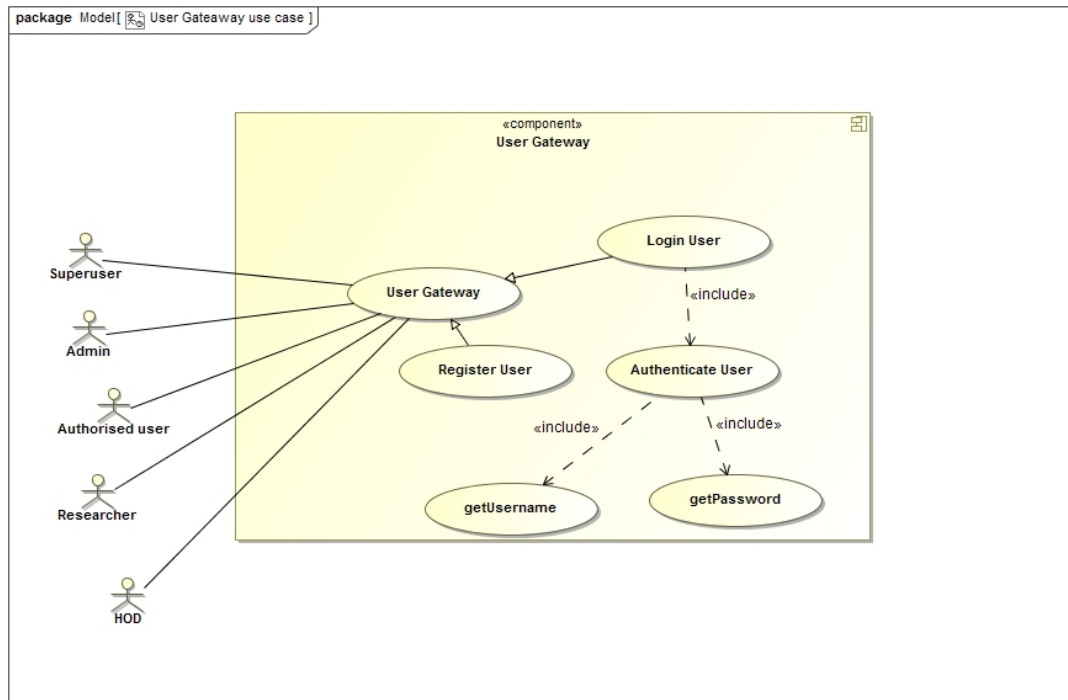 package Model[ User Gateaway use case ]
«component»
User Gateway
Login User
Superuser
User Gateway
«include»
Admin
Register User
Authenticate User
Authorised user
«include»
«include»
Researcher
getUsername
getPassword
HOD